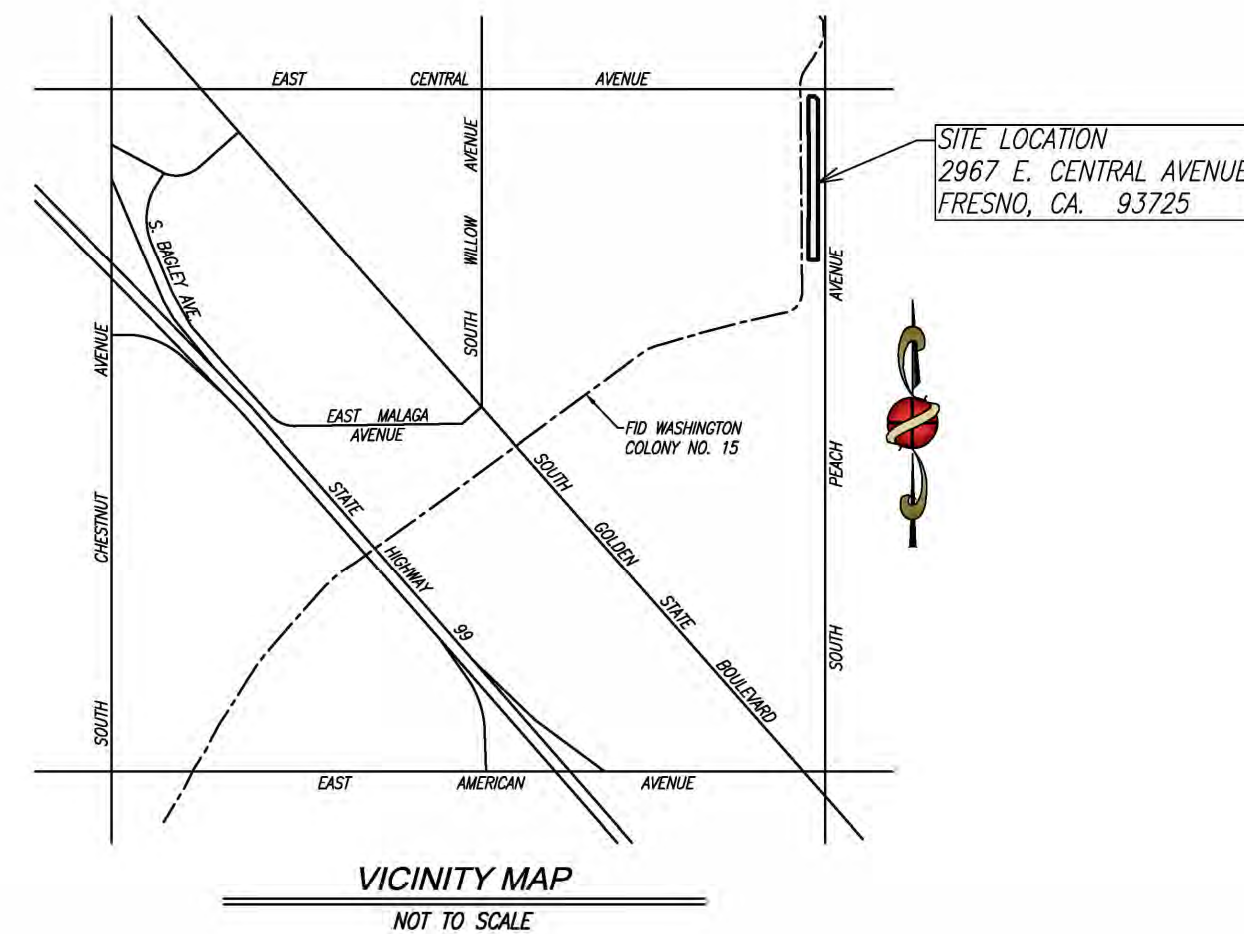 EAST CENTRAL AVENUE
SITE LOCATION
2967 E. CENTRAL AVENUE
FRESNO, CA. 93725
SOUTH WILLOW AVENUE
S. BAGLEY AVE.
EAST MALAGA
AVENUE
FID WASHINGTON
COLONY NO. 15
SOUTH CHESTNUT AVENUE
STATE HIGHWAY 99
SOUTH GOLDEN STATE BOULEVARD
SOUTH PEACH AVENUE
EAST AMERICAN AVENUE
VICINITY MAP
NOT TO SCALE